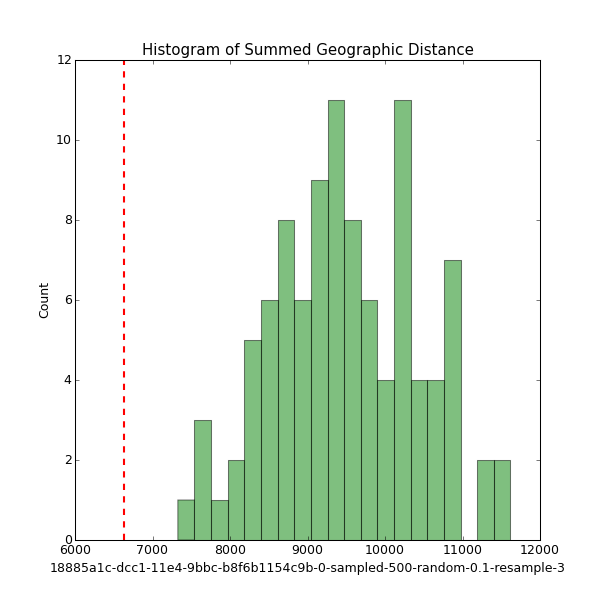 Histogram of Summed Geographic Distance
12
10
8
6
4
2
0
Count
6000 7000 8000 9000 10000 11000 12000
18885a1c-dcc1-11e4-9bbc-b8f6b1154c9b-0-sampled-500-random-0.1-resample-3